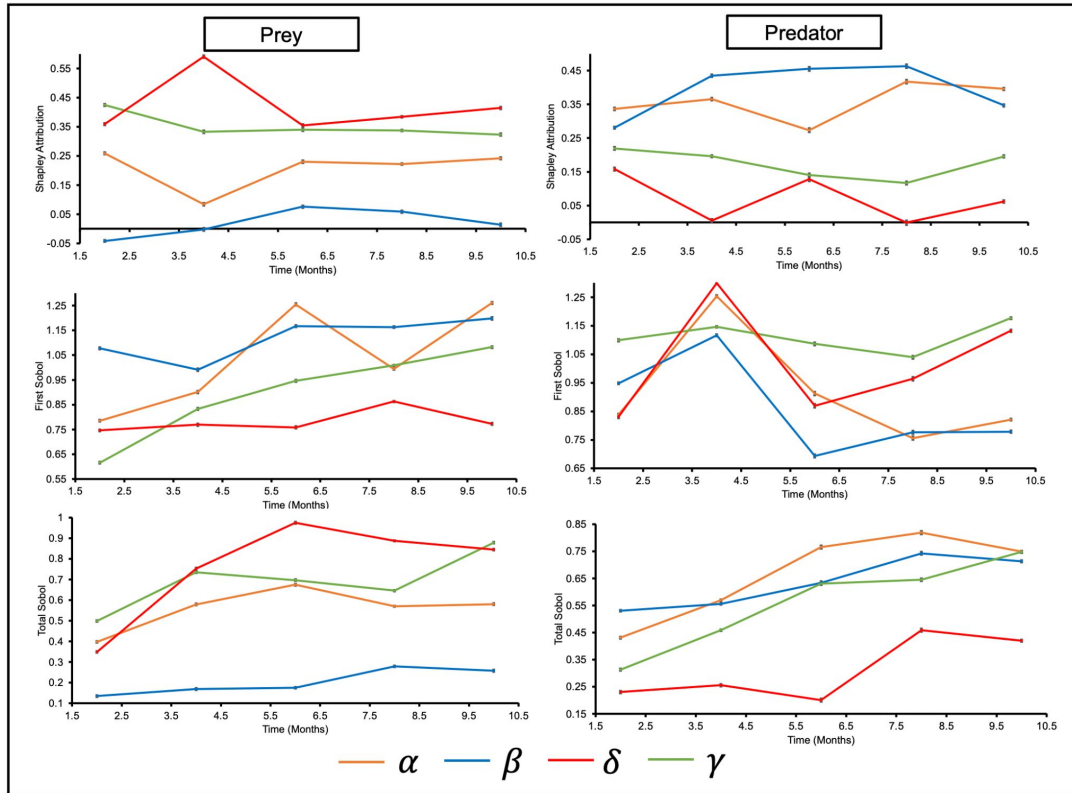 Prey
Predator
Shapley Attribution
0.55
0.45
0.35
0.25
0.15
0.05
-0.05
1.5 2.5 3.5 4.5 5.5 6.5 7.5 8.5 9.5 10.5
Time (Months)
Shapley Attribution
0.45
0.35
0.25
0.15
0.05
-0.05
1.5 2.5 3.5 4.5 5.5 6.5 7.5 8.5 9.5 10.5
Time (Months)
First Sobol
1.25
1.15
1.05
0.95
0.85
0.75
0.65
0.55
1.5 2.5 3.5 4.5 5.5 6.5 7.5 8.5 9.5 10.5
Time (Months)
First Sobol
1.25
1.15
1.05
0.95
0.85
0.75
0.65
1.5 2.5 3.5 4.5 5.5 6.5 7.5 8.5 9.5 10.5
Time (Months)
Total Sobol
1
0.9
0.8
0.7
0.6
0.5
0.4
0.3
0.2
0.1
1.5 2.5 3.5 4.5 5.5 6.5 7.5 8.5 9.5 10.5
Time (Months)
Total Sobol
0.85
0.75
0.65
0.55
0.45
0.35
0.25
0.15
1.5 2.5 3.5 4.5 5.5 6.5 7.5 8.5 9.5 10.5
Time (Months)
α β δ γ